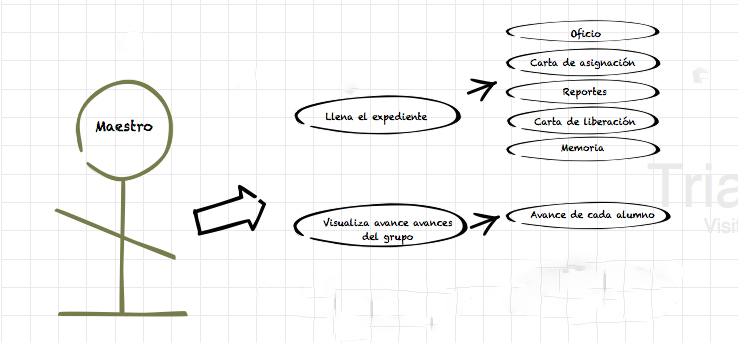 Maestro
Llena el expediente
Oficio
Carta de asignación
Reportes
Carta de liberación
Memoria
Visualiza avance avances
del grupo
Avance de cada alumno
Tria
Visit